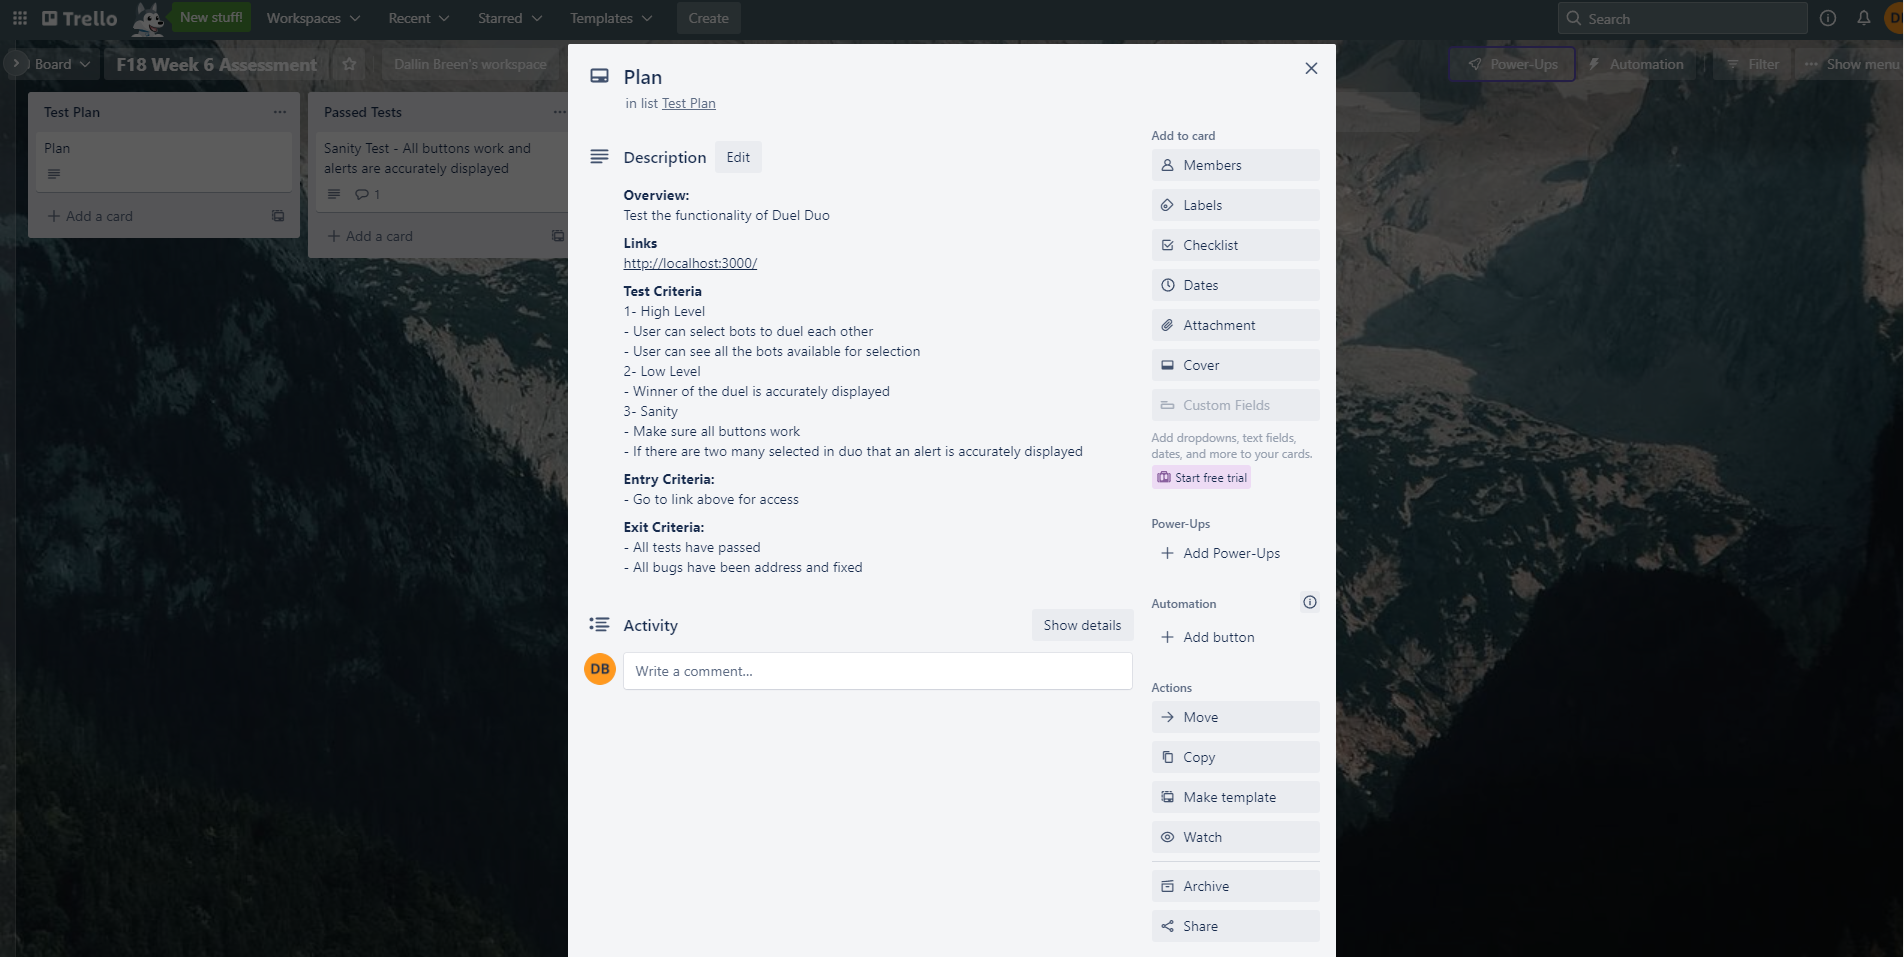 Trello
New stuff!
Workspaces
Recent
Starred
Templates
Create
Search
Board
F18 Week 6 Assessment
Dallin Breen's workspace
Power-Ups
Automation
Filter
Show menu
Test Plan
Plan
Add a card
Passed Tests
Sanity Test - All buttons work and
alerts are accurately displayed
1
Add a card
Plan
in list Test Plan
Description
Edit
Overview:
Test the functionality of Duel Duo
Links
http://localhost:3000/
Test Criteria
1- High Level
- User can select bots to duel each other
- User can see all the bots available for selection
2- Low Level
- Winner of the duel is accurately displayed
3- Sanity
- Make sure all buttons work
- If there are two many selected in duo that an alert is accurately displayed
Entry Criteria:
- Go to link above for access
Exit Criteria:
- All tests have passed
- All bugs have been address and fixed
Activity
Show details
DB
Write a comment...
Add to card
Members
Labels
Checklist
Dates
Attachment
Cover
Custom Fields
Add dropdowns, text fields,
dates, and more to your cards.
Start free trial
Power-Ups
Add Power-Ups
Automation
Add button
Actions
Move
Copy
Make template
Watch
Archive
Share